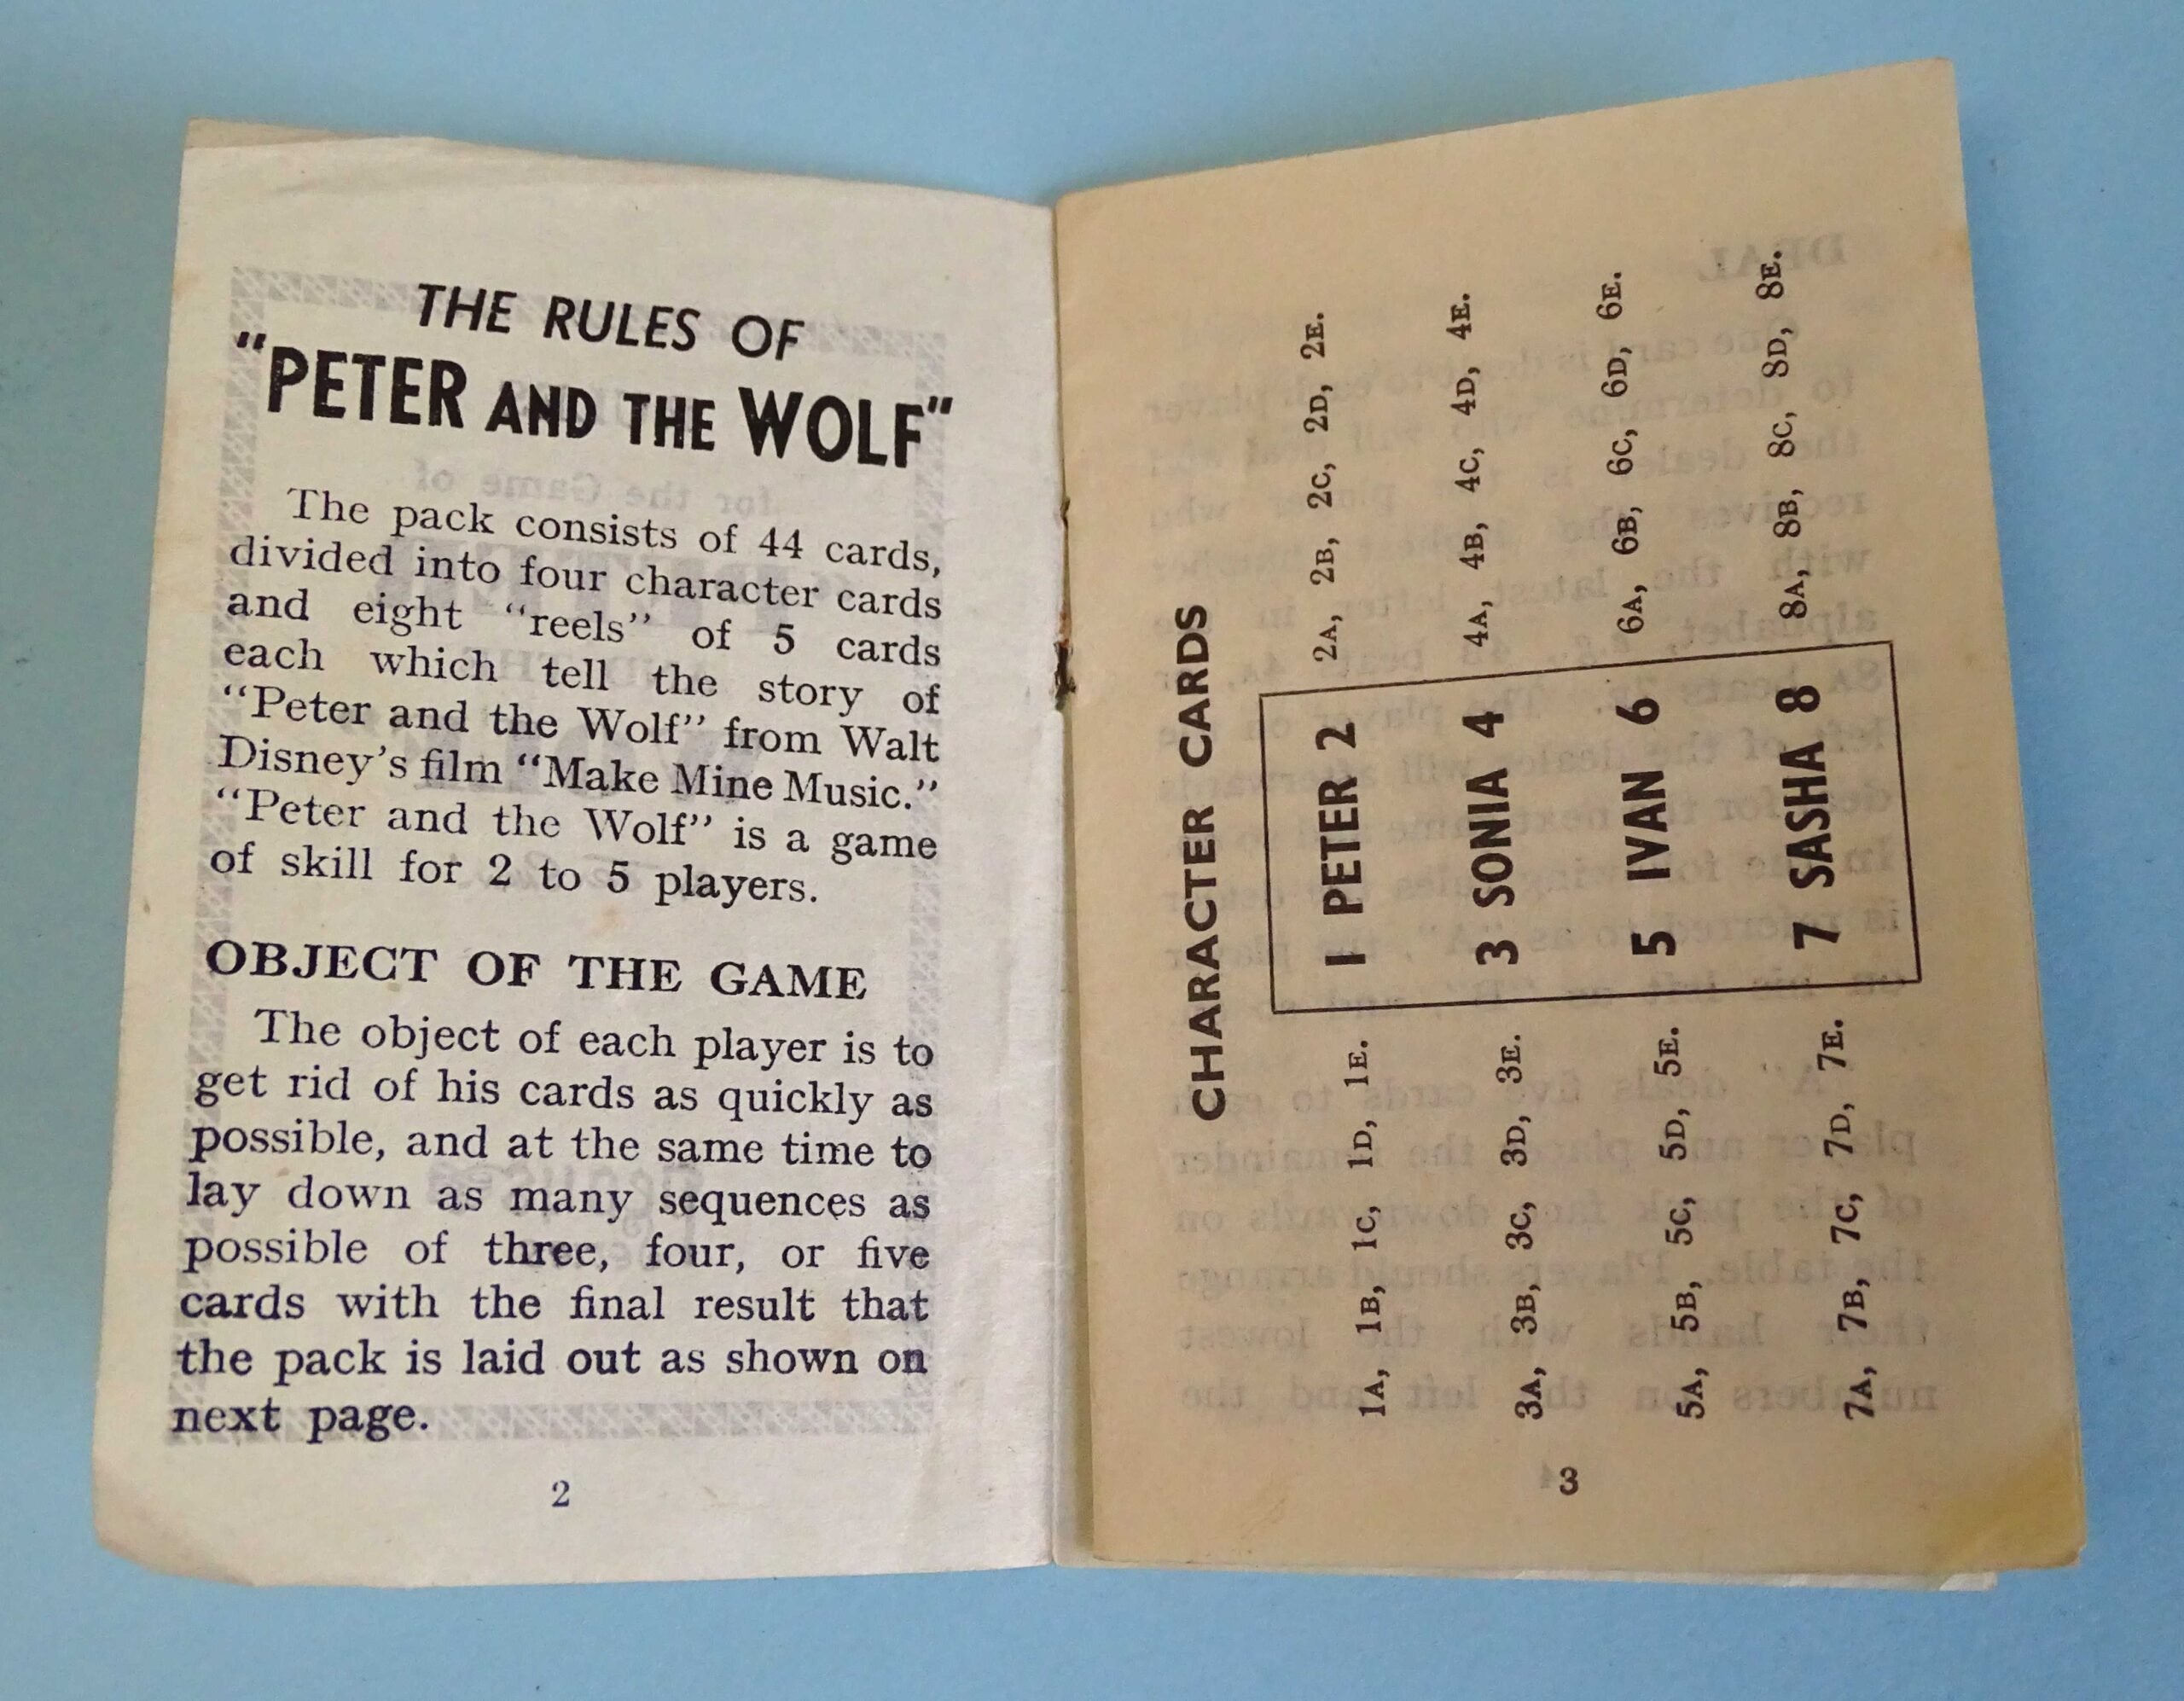 THE RULES OF
"PETER AND THE WOLF"
The pack consists of 44 cards,
divided into four character cards
and eight "reels" of 5 cards
each which tell the story of
"Peter and the Wolf" from Walt
Disney's film "Make Mine Music."
"Peter and the Wolf" is a game
of skill for 2 to 5 players.
OBJECT OF THE GAME
The object of each player is to
get rid of his cards as quickly as
possible, and at the same time to
lay down as many sequences as
possible of three, four, or five
cards with the final result that
the pack is laid out as shown on
next page.
2
CHARACTER CARDS
1A, 1B, 1C, 1D, 1E. 1 PETER 2 2A, 2B, 2C, 2D, 2E.
3A, 3B, 3C, 3D, 3E. 3 SONIA 4 4A, 4B, 4C, 4D, 4E.
5A, 5B, 5C, 5D, 5E. 5 IVAN 6 6A, 6B, 6C, 6D, 6E.
7A, 7B, 7C, 7D, 7E. 7 SASHA 8 8A, 8B, 8C, 8D, 8E.
3